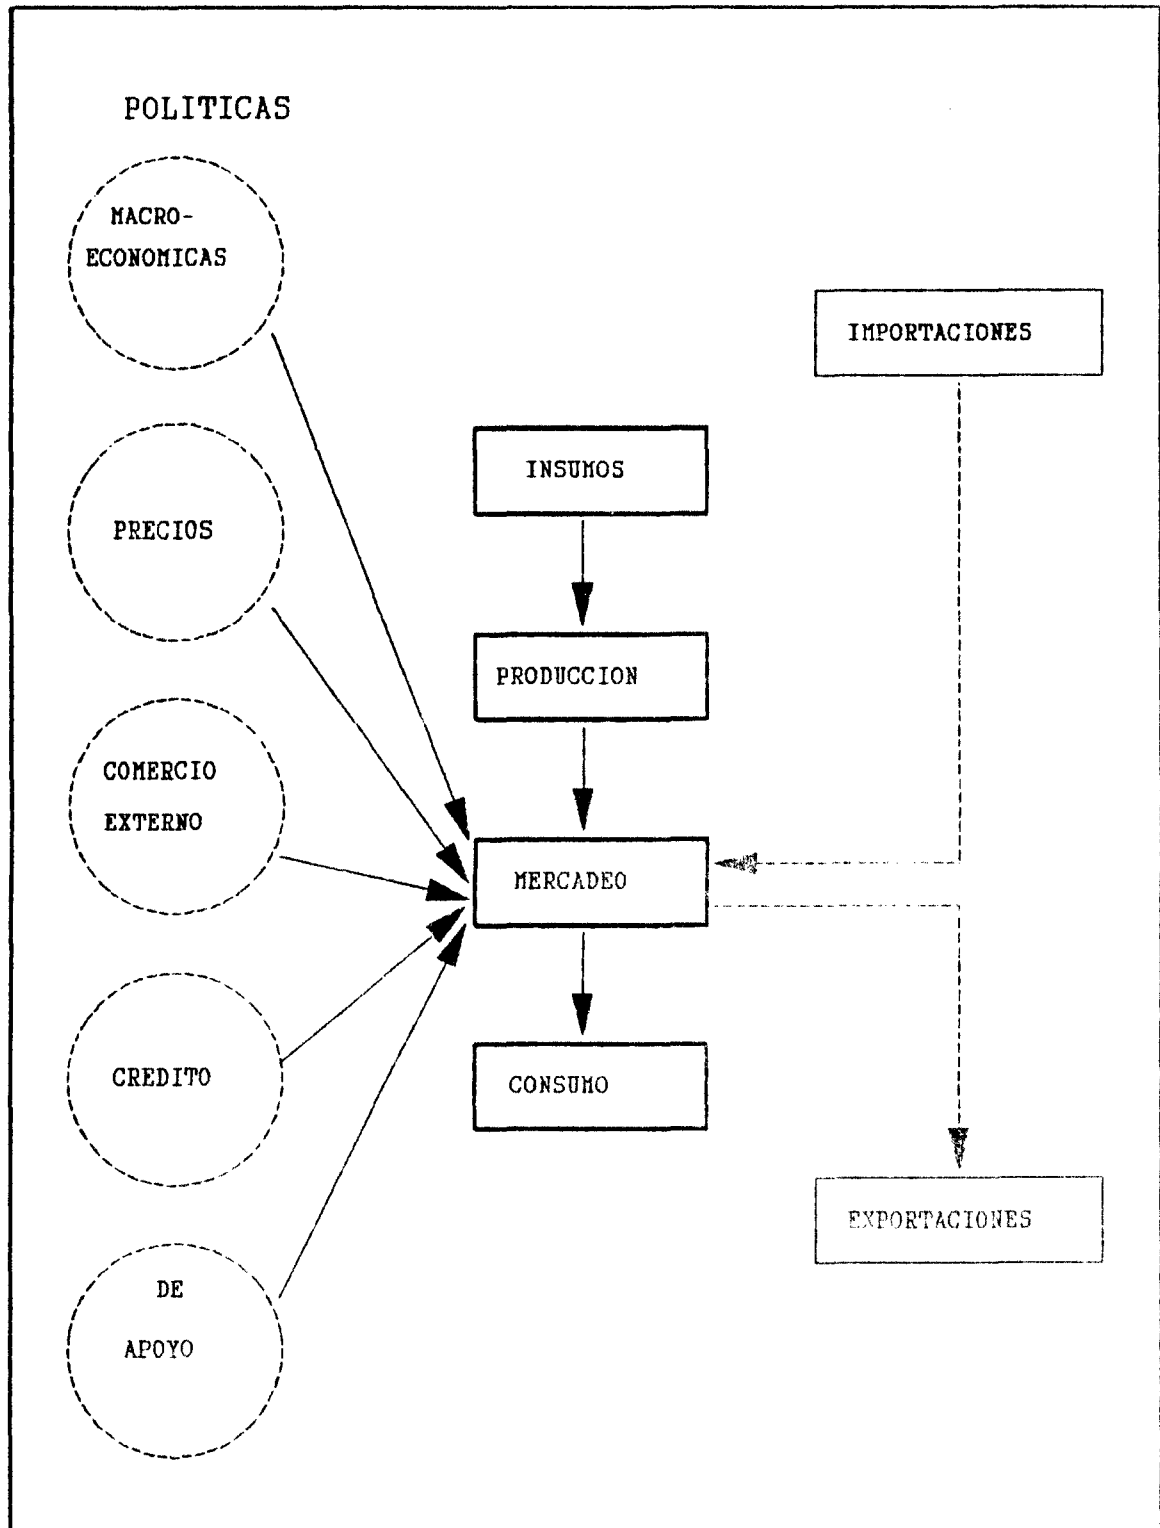 POLITICAS
MACRO-
ECONOMICAS
PRECIOS
COMERCIO
EXTERNO
CREDITO
DE
APOYO
INSUMOS
PRODUCCION
MERCADEO
CONSUMO
IMPORTACIONES
EXPORTACIONES